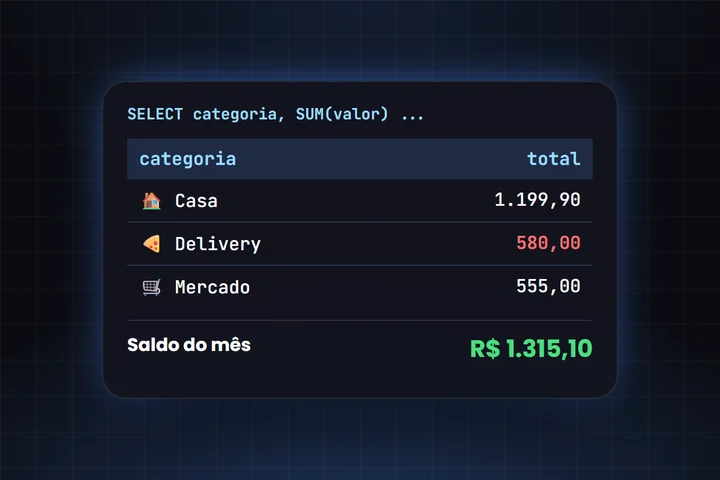 SELECT categoria, SUM(valor) ...
categoria total
Casa 1.199,90
Delivery 580,00
Mercado 555,00
Saldo do mês R$ 1.315,10